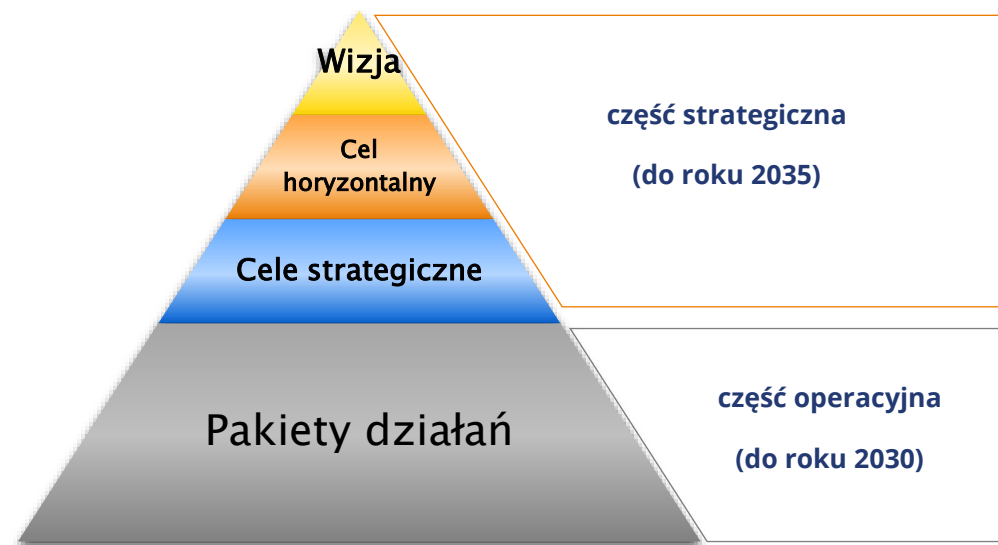 Wizja
Cel
horyzontalny
Cele strategiczne
Pakiety działań
część strategiczna
(do roku 2035)
część operacyjna
(do roku 2030)